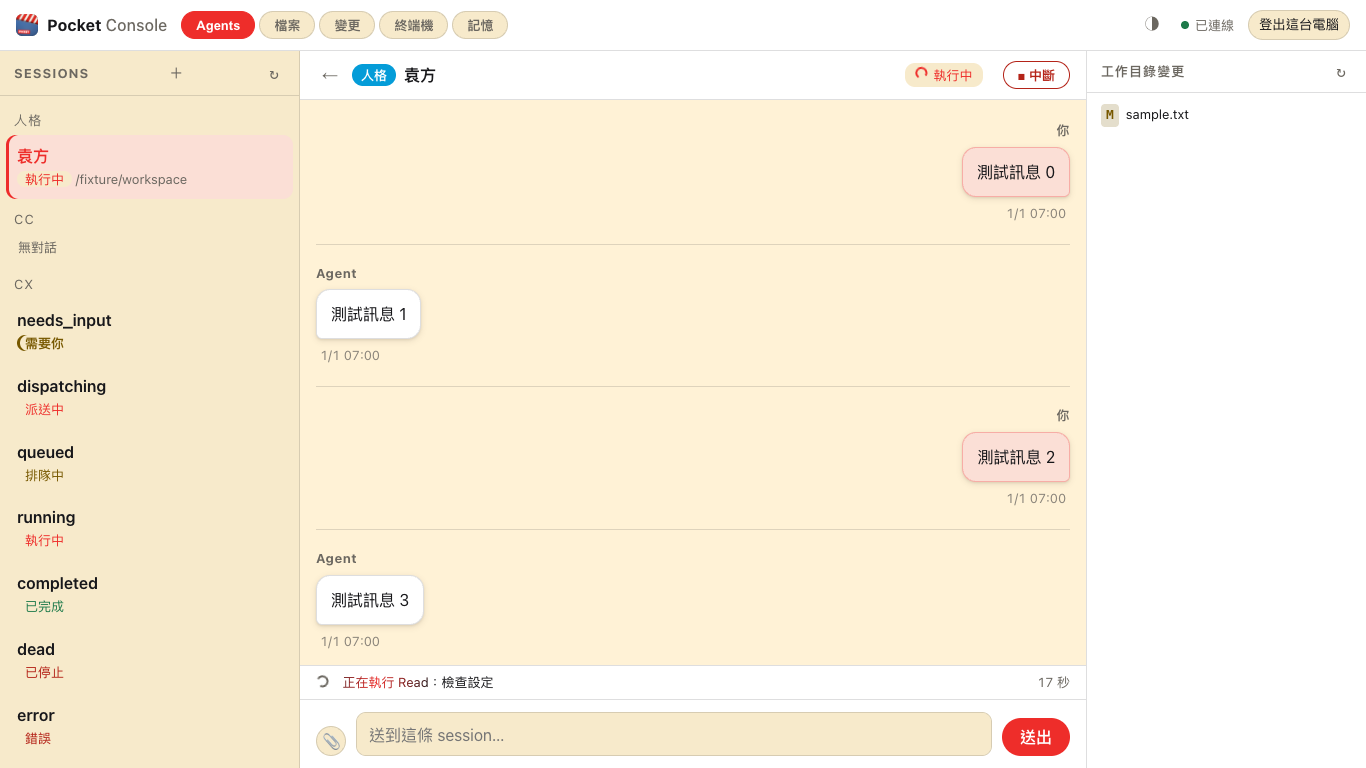 Pocket Console
Agents
檔案
變更
終端機
記憶
已連線
登出這台電腦
SESSIONS
人格
袁方
執行中 /fixture/workspace
CC
無對話
CX
needs_input
需要你
dispatching
派送中
queued
排隊中
running
執行中
completed
已完成
dead
已停止
error
錯誤
← 人格 袁方
執行中
中斷
你
測試訊息 0
1/1 07:00
Agent
測試訊息 1
1/1 07:00
你
測試訊息 2
1/1 07:00
Agent
測試訊息 3
1/1 07:00
正在執行 Read：檢查設定
17 秒
送到這條 session...
送出
工作目錄變更
M sample.txt